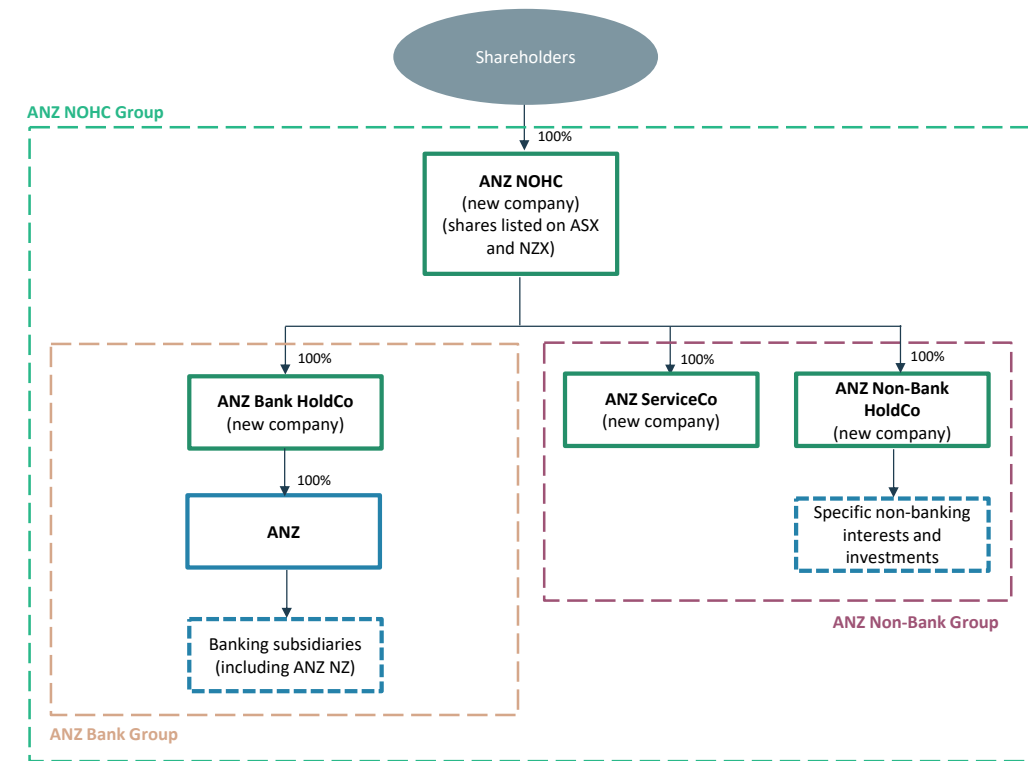 Shareholders
ANZ NOHC Group
100%
ANZ NOHC
(new company)
(shares listed on ASX
and NZX)
100%
100%
100%
ANZ Bank HoldCo
(new company)
ANZ ServiceCo
(new company)
ANZ Non-Bank
HoldCo
(new company)
100%
ANZ
Specific non-banking
interests and
investments
Banking subsidiaries
(including ANZ NZ)
ANZ Non-Bank Group
ANZ Bank Group